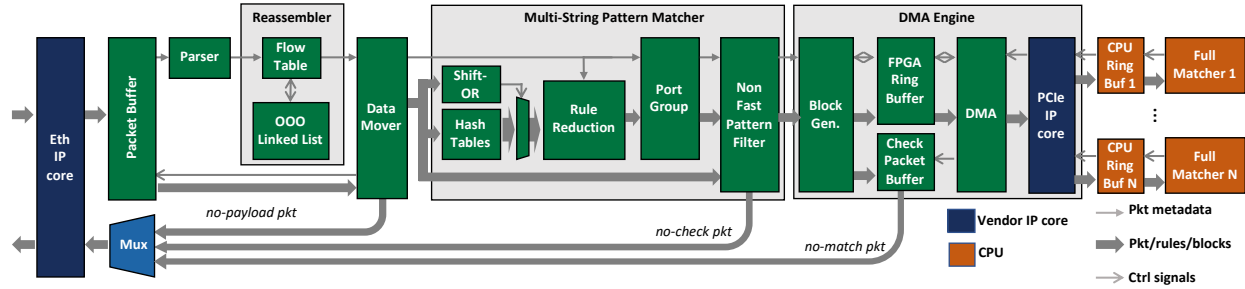 Reassembler
Multi-String Pattern Matcher
DMA Engine
Eth
IP
core
Packet Buffer
Parser
Flow
Table
OOO
Linked List
Data
Mover
Shift-
OR
Hash
Tables
Rule
Reduction
Port
Group
Non
Fast
Pattern
Filter
Block
Gen.
FPGA
Ring
Buffer
Check
Packet
Buffer
DMA
PCIe
IP
core
CPU
Ring
Buf 1
Full
Matcher 1
...
CPU
Ring
Buf N
Full
Matcher N
Mux
no-payload pkt
no-check pkt
no-match pkt
Vendor IP core
CPU
Pkt metadata
Pkt/rules/blocks
Ctrl signals